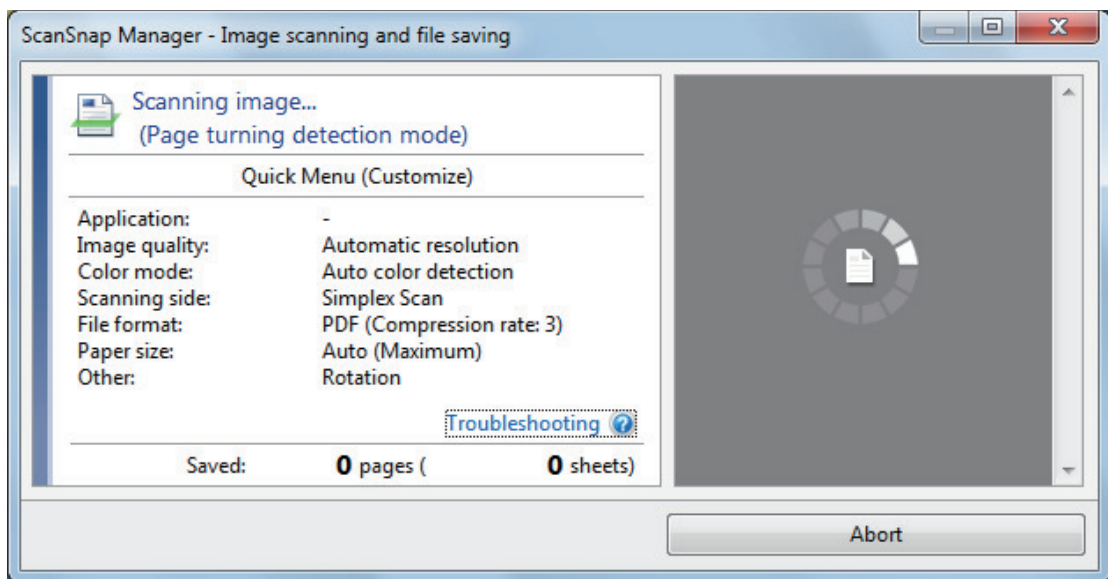 ScanSnap Manager - Image scanning and file saving
Scanning image...
(Page turning detection mode)
Quick Menu (Customize)
Application: -
Image quality: Automatic resolution
Color mode: Auto color detection
Scanning side: Simplex Scan
File format: PDF (Compression rate: 3)
Paper size: Auto (Maximum)
Other: Rotation
Troubleshooting ?
Saved: 0 pages ( 0 sheets)
Abort